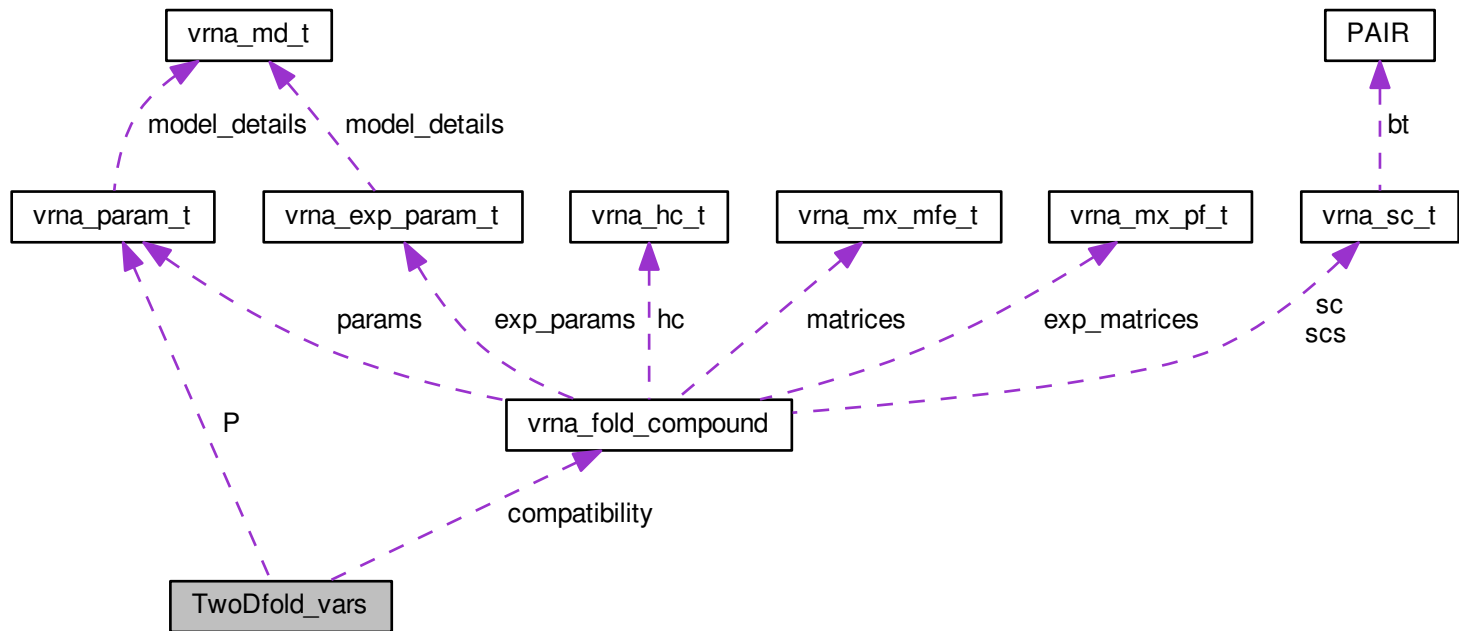 vrna_md_t
PAIR
model_details
model_details
bt
vrna_param_t
vrna_exp_param_t
vrna_hc_t
vrna_mx_mfe_t
vrna_mx_pf_t
vrna_sc_t
params
exp_params
hc
matrices
exp_matrices
sc
scs
P
vrna_fold_compound
compatibility
TwoDfold_vars